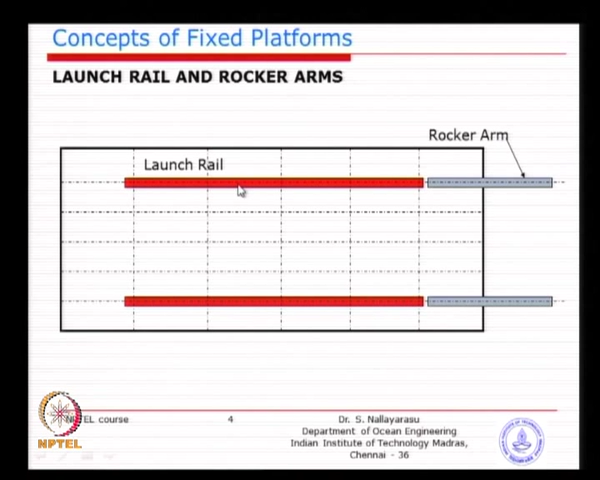 Concepts of Fixed Platforms
LAUNCH RAIL AND ROCKER ARMS
Rocker Arm
Launch Rail
NPTEL course
4
Dr. S. Nallayarasu
Department of Ocean Engineering
Indian Institute of Technology Madras,
Chennai - 36
NPTEL